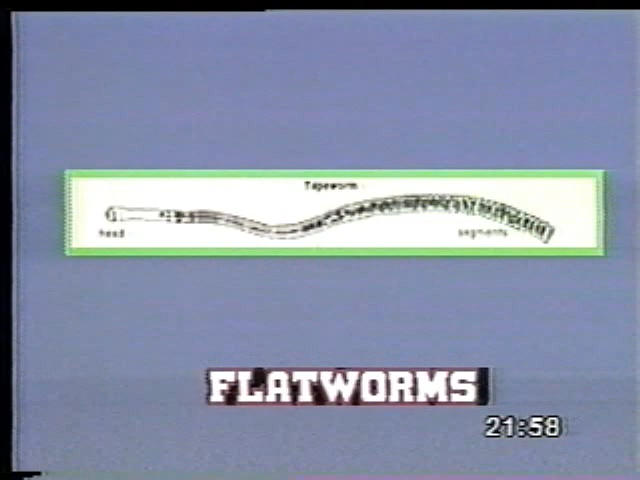 Tapeworm
head
segments
FLATWORMS
21:58